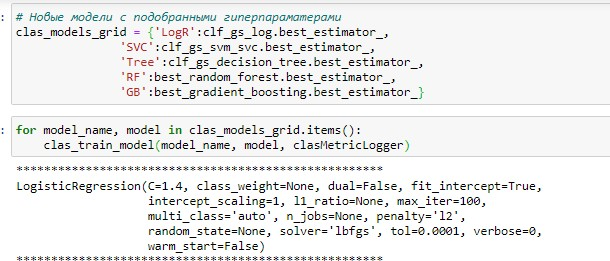 : # Новые модели с подобранными гиперпараматерами
clas_models_grid = {'LogR':clf_gs_log.best_estimator_,
'SVC':clf_gs_svm_svc.best_estimator_,
'Tree':clf_gs_decision_tree.best_estimator_,
'RF':best_random_forest.best_estimator_,
'GB':best_gradient_boosting.best_estimator_}
: for model_name, model in clas_models_grid.items():
clas_train_model(model_name, model, clasMetricLogger)
****************************************************
LogisticRegression(C=1.4, class_weight=None, dual=False, fit_intercept=True,
intercept_scaling=1, l1_ratio=None, max_iter=100,
multi_class='auto', n_jobs=None, penalty='l2',
random_state=None, solver='lbfgs', tol=0.0001, verbose=0,
warm_start=False)
****************************************************